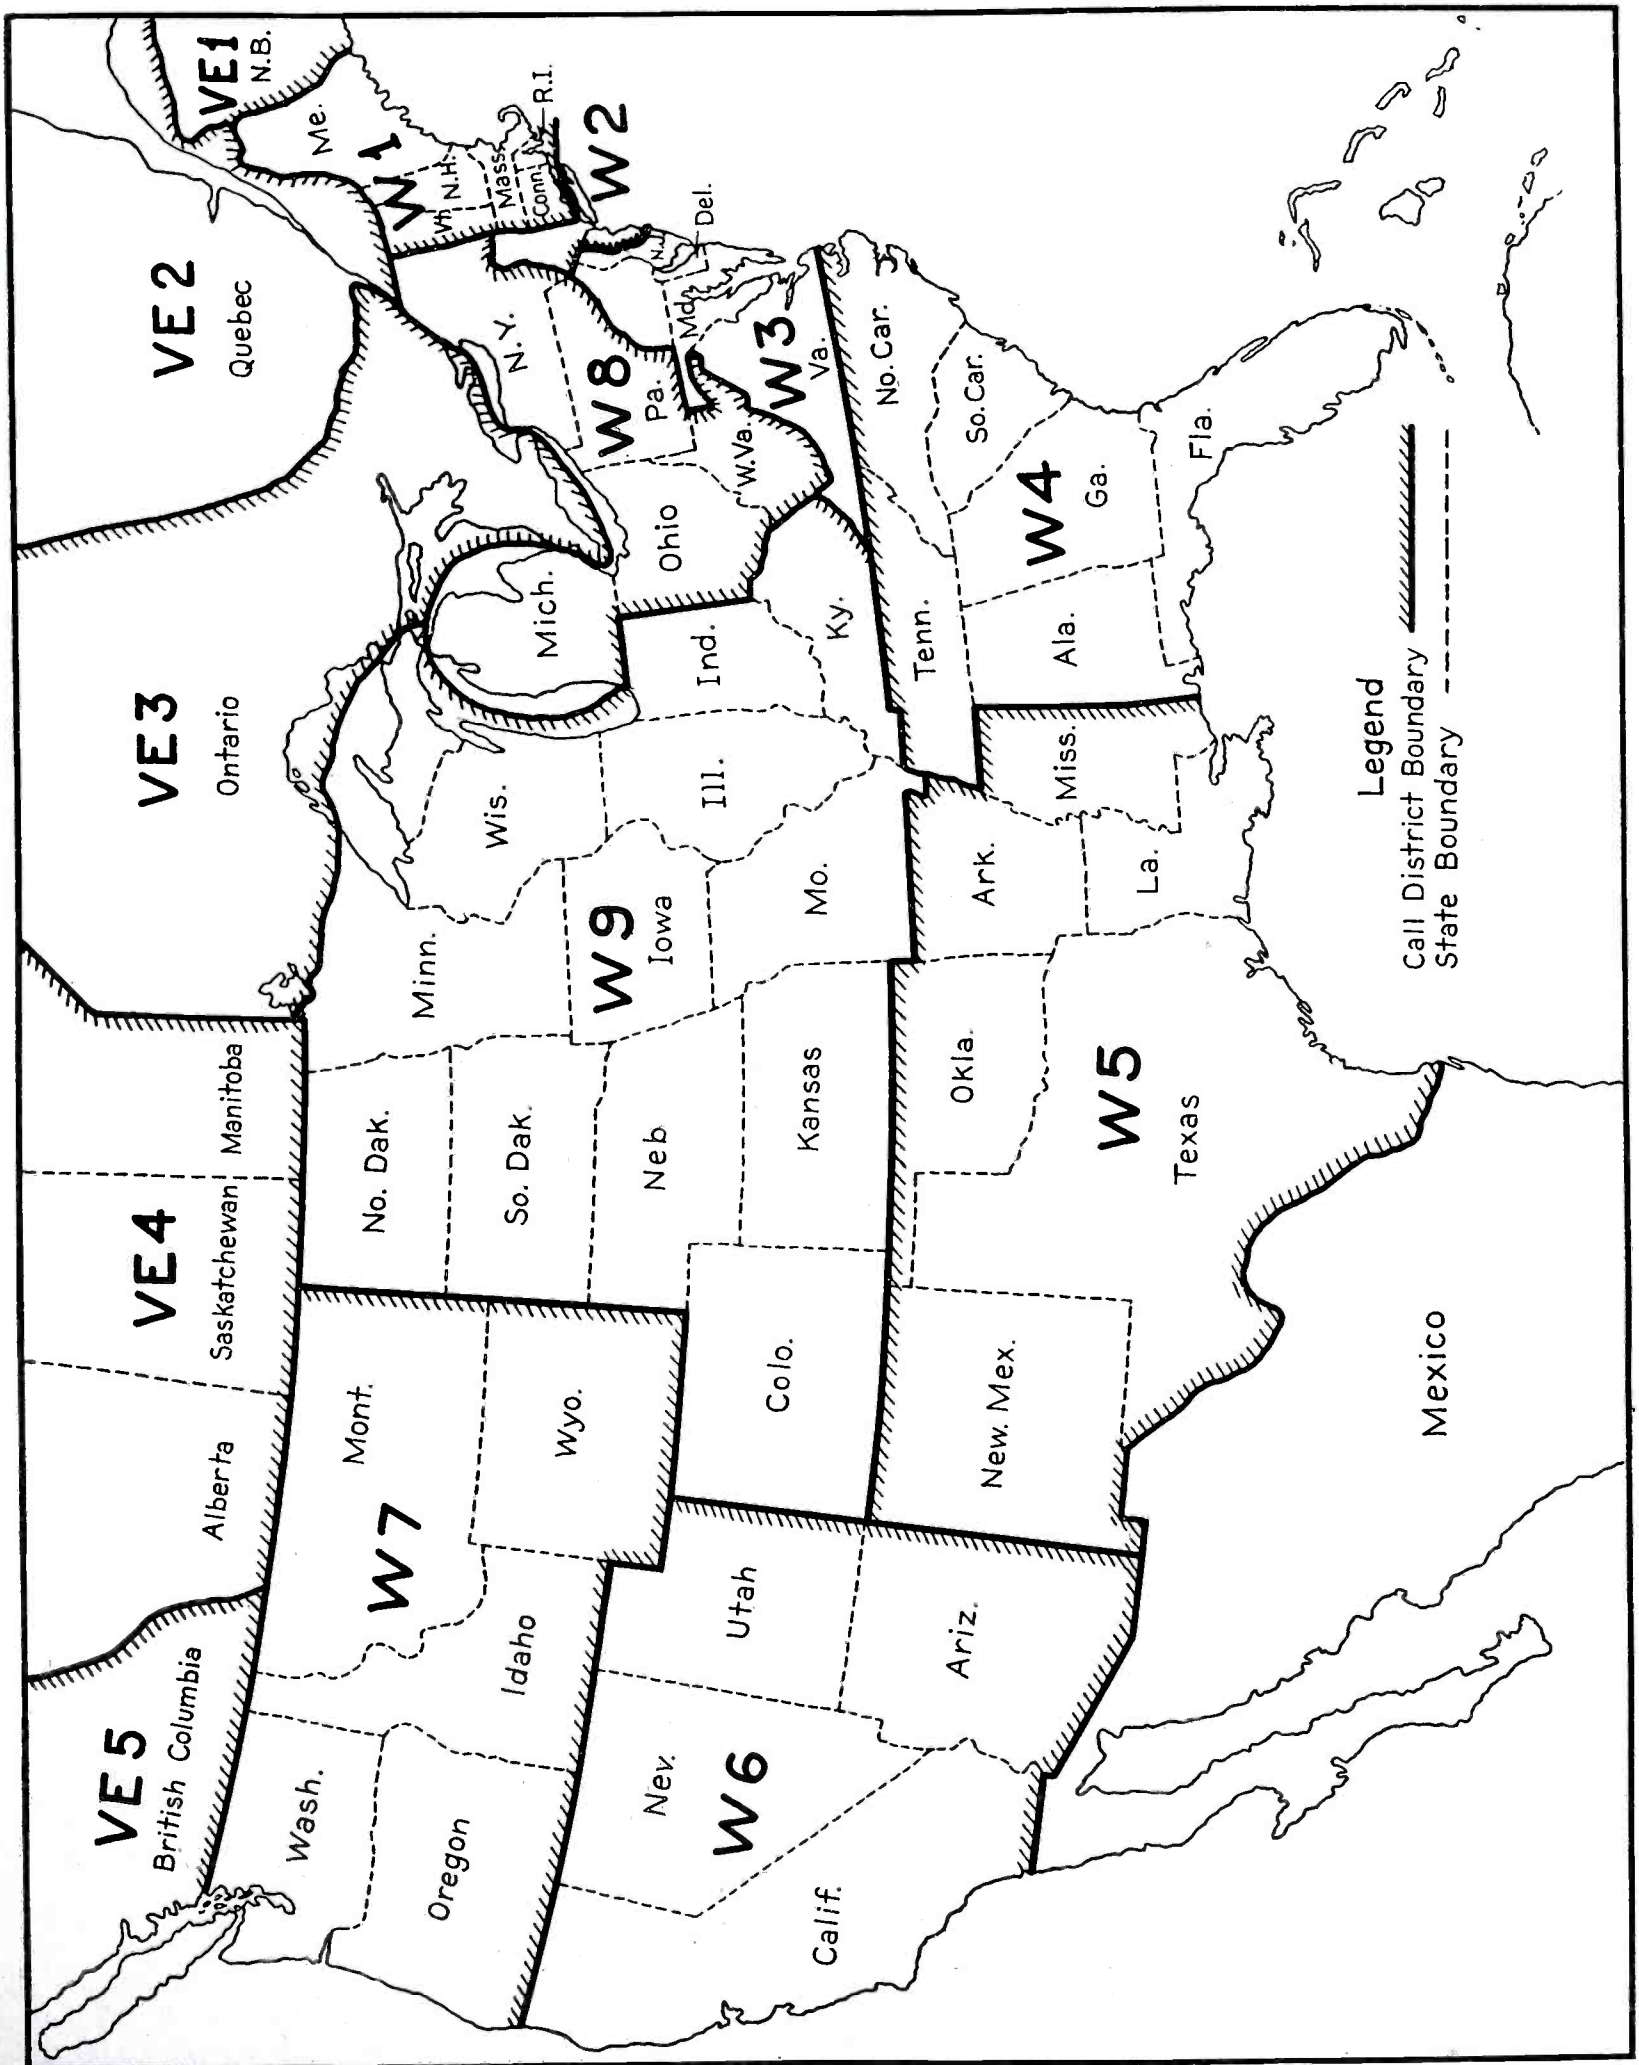 VE5
British Columbia
Alberta
VE4
Saskatchewan
Manitoba
VE3
Ontario
VE2
Quebec
VE1
N.B.
Wash.
Oregon
Idaho
W7
Mont.
Wyo.
No. Dak.
So. Dak.
Neb
Kansas
Colo.
Minn.
W9
Iowa
Mo.
Wis.
Ill.
Ind.
Ky.
Mich.
Ohio
W8
Pa.
W.Va.
N.Y.
Me.
W1
Vt.
N.H.
Mass.
Conn.
R.I.
W2
N.J.
Del.
Md.
W3
Va.
Nev.
W6
Calif.
Utah
Ariz.
New. Mex.
Okla.
W5
Texas
Ark.
La.
Miss.
Tenn.
Ala.
W4
Ga.
No. Car.
So. Car.
Fla.
Mexico
Legend
Call District Boundary
State Boundary